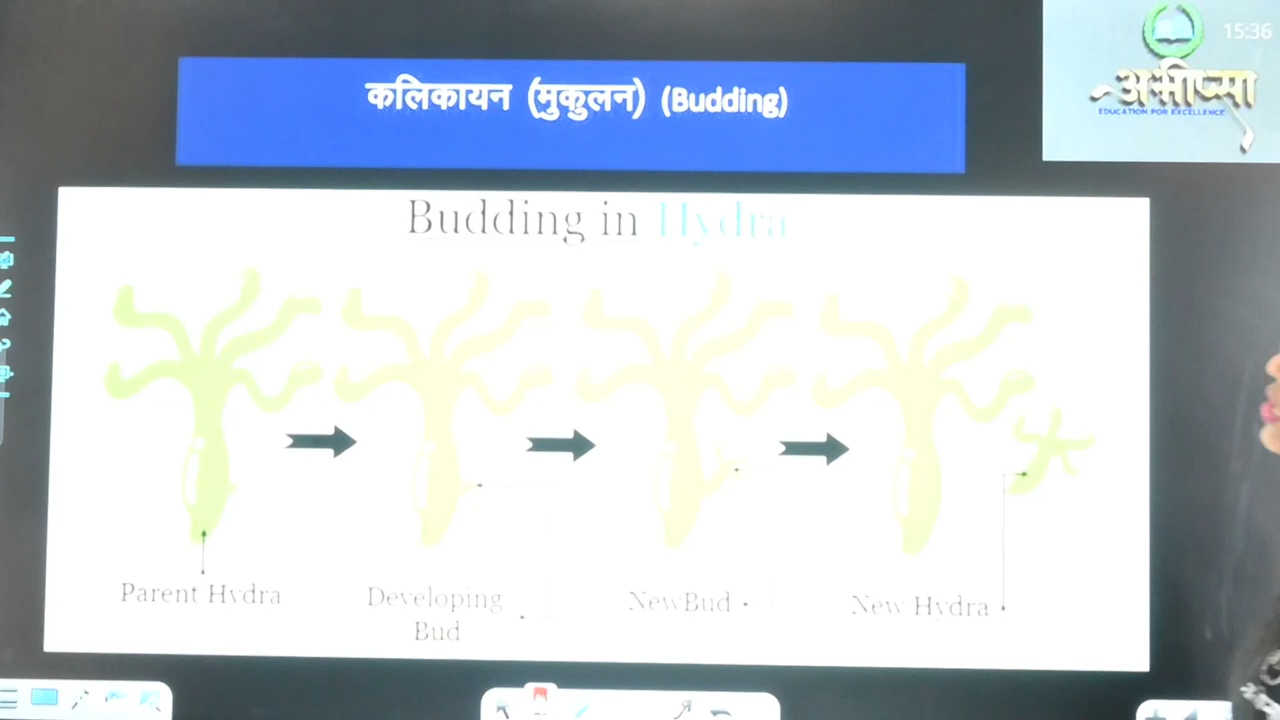 15:36
अभीप्सा
EDUCATION FOR EXCELLENCE
कलिकायन (मुकुलन) (Budding)
Budding in Hydra
Parent Hydra
Developing
Bud
NewBud
New Hydra